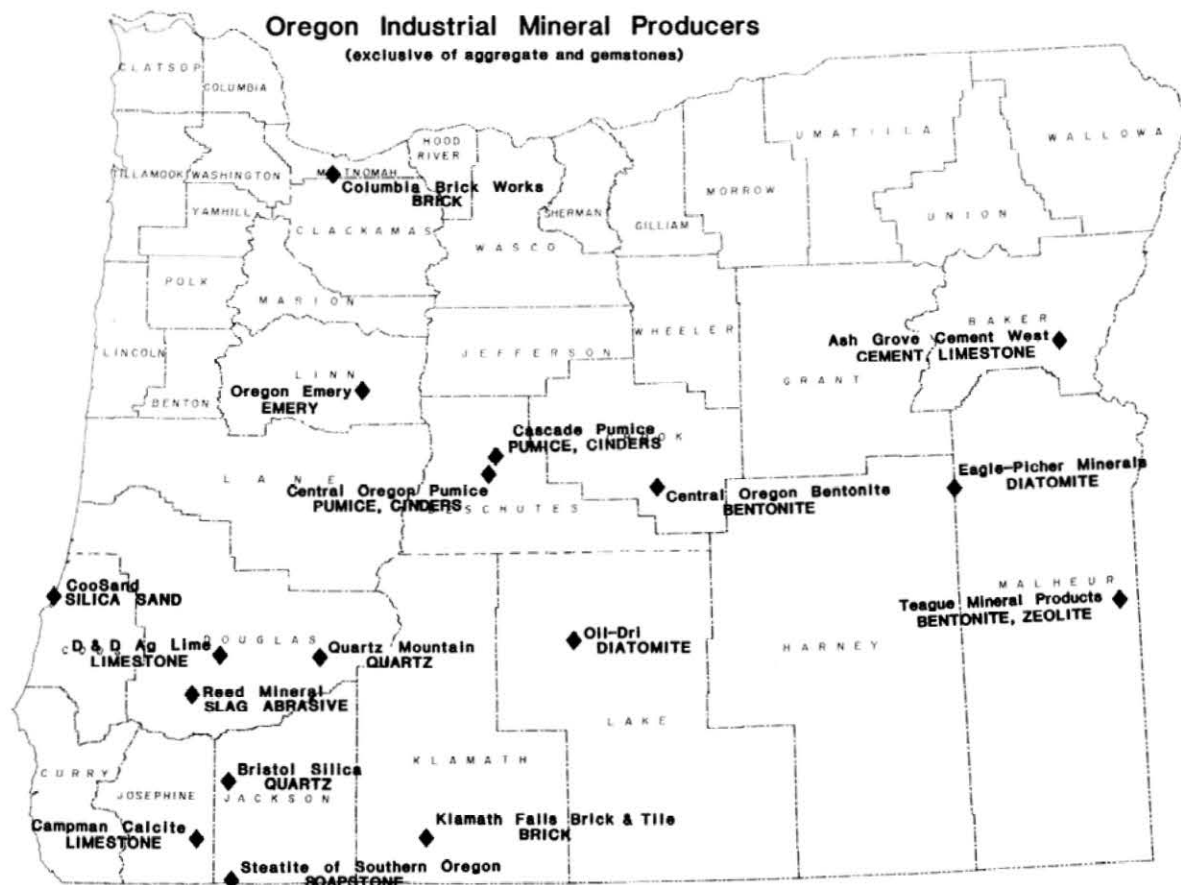 Oregon Industrial Mineral Producers
(exclusive of aggregate and gemstones)
CLATSOP
COLUMBIA
HOOD
RIVER
UMATILLA
WALLOWA
WASHINGTON
Columbia Brick Works
BRICK
MORROW
YAMHILL
SHERMAN
GILLIAM
UNION
CLACKAMAS
WASCO
POLK
MARION
WHEELER
BAKER
LINCOLN
JEFFERSON
Ash Grove Cement West
CEMENT, LIMESTONE
LINN
GRANT
Oregon Emery
EMERY
BENTON
Cascade Pumice
PUMICE, CINDERS
LANE
Central Oregon Pumice
PUMICE, CINDERS
Central Oregon Bentonite
BENTONITE
Eagle-Picher Minerals
DIATOMITE
CooSand
SILICA SAND
MALHEUR
Teague Mineral Products
BENTONITE, ZEOLITE
DOUGLAS
D & D Ag Lime
LIMESTONE
Quartz Mountain
QUARTZ
Oil-Dri
DIATOMITE
HARNEY
Reed Mineral
SLAG ABRASIVE
LAKE
KLAMATH
CURRY
Bristol Silica
QUARTZ
JOSEPHINE
JACKSON
Campman Calcite
LIMESTONE
Klamath Falls Brick & Tile
BRICK
Steatite of Southern Oregon
SOAPSTONE